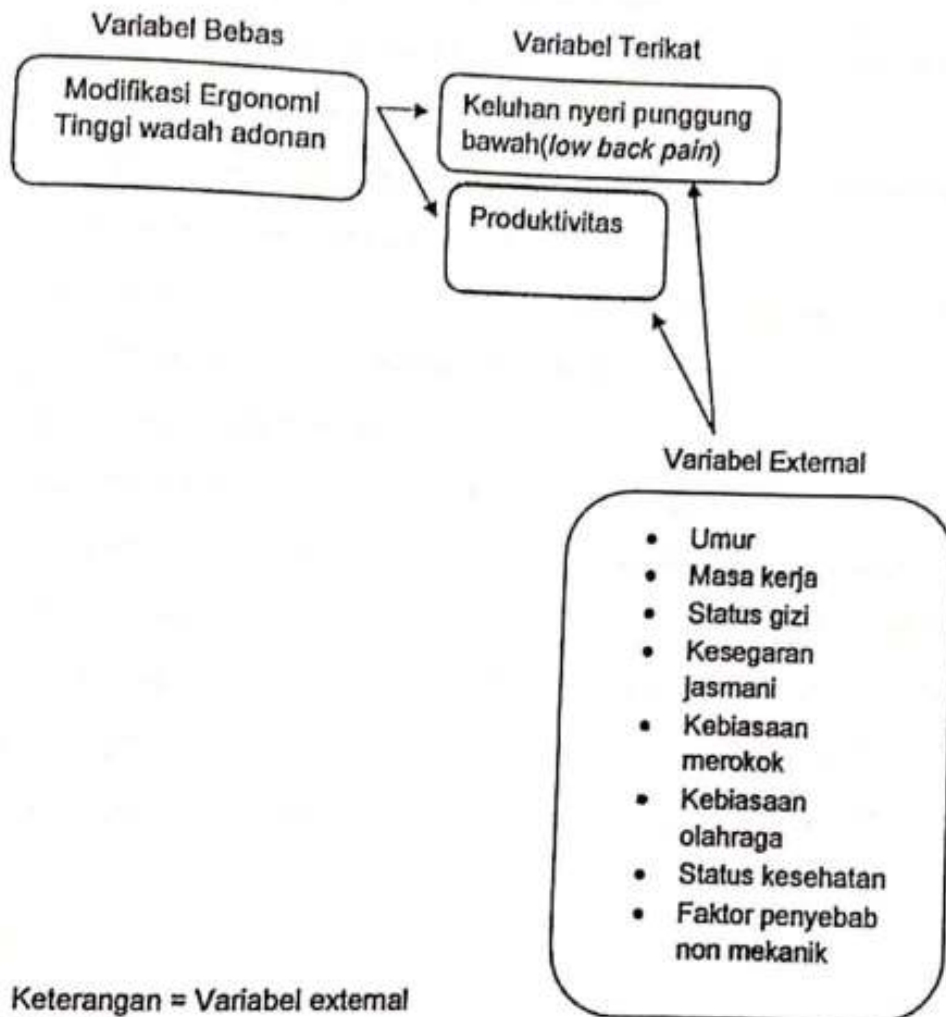 Variabel Bebas
Modifikasi Ergonomi
Tinggi wadah adonan
Variabel Terikat
Keluhan nyeri punggung
bawah(low back pain)
Produktivitas
Variabel External
• Umur
• Masa kerja
• Status gizi
• Kesegaran
jasmani
• Kebiasaan
merokok
• Kebiasaan
olahraga
• Status kesehatan
• Faktor penyebab
non mekanik
Keterangan = Variabel external